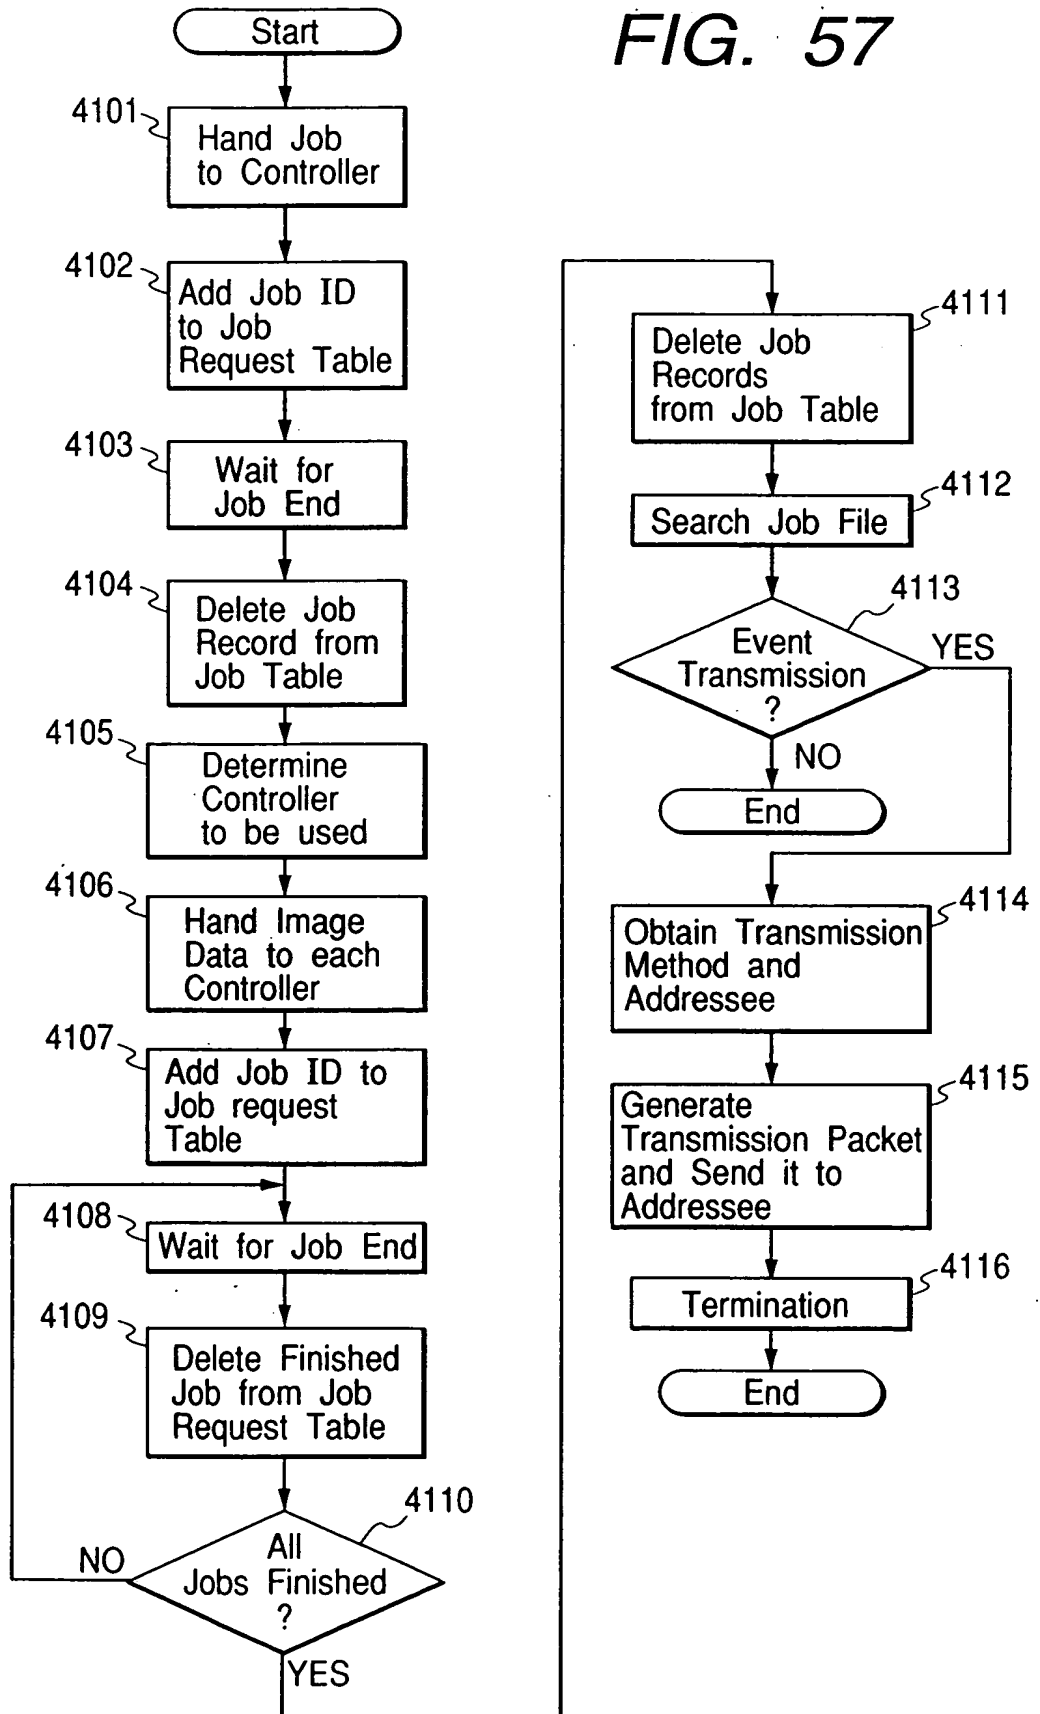 FIG. 57
Start
4101
Hand Job
to Controller
4102
Add Job ID
to Job
Request Table
4103
Wait for
Job End
4104
Delete Job
Record from
Job Table
4105
Determine
Controller
to be used
4106
Hand Image
Data to each
Controller
4107
Add Job ID to
Job request
Table
4108
Wait for Job End
4109
Delete Finished
Job from Job
Request Table
4110
All
Jobs Finished
?
NO
YES
4111
Delete Job
Records
from Job Table
4112
Search Job File
4113
Event
Transmission
?
YES
NO
End
4114
Obtain Transmission
Method and
Addressee
4115
Generate
Transmission Packet
and Send it to
Addressee
4116
Termination
End